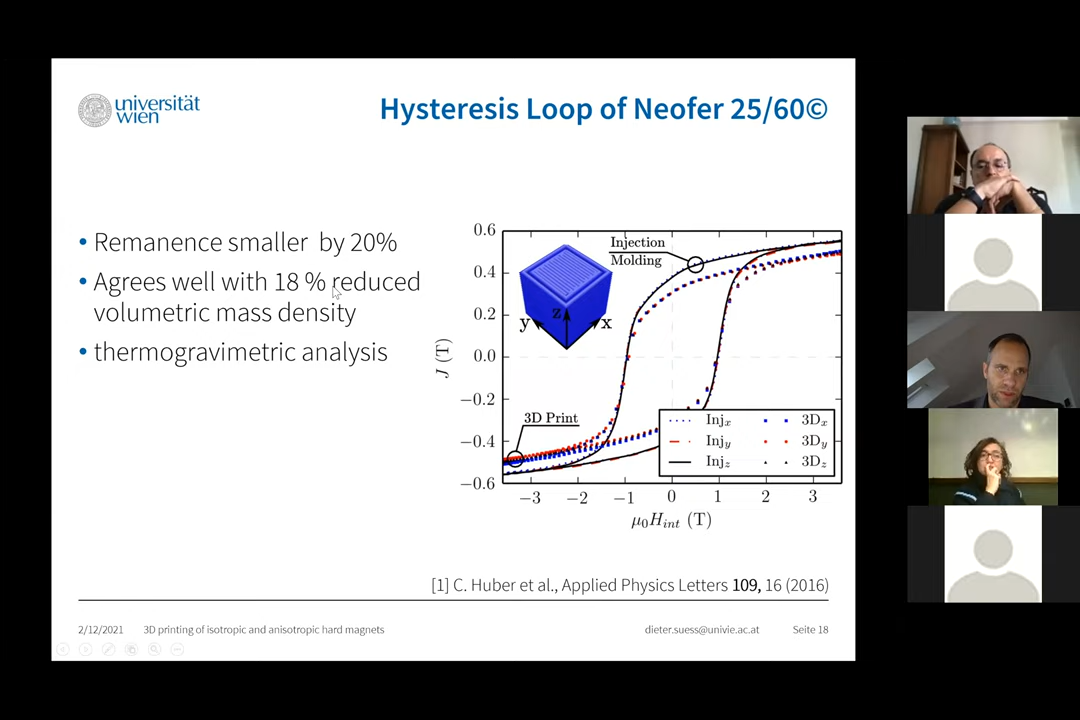 universität
wien
Hysteresis Loop of Neofer 25/60©
• Remanence smaller by 20%
• Agrees well with 18 % reduced
volumetric mass density
• thermogravimetric analysis
0.6
0.4
0.2
0.0
−0.2
−0.4
−0.6
J (T)
Injection
Molding
z
y
x
3D Print
Injx 3Dx
Injy 3Dy
Injz 3Dz
−3 −2 −1 0 1 2 3
μ0Hint (T)
[1] C. Huber et al., Applied Physics Letters 109, 16 (2016)
2/12/2021 3D printing of isotropic and anisotropic hard magnets dieter.suess@univie.ac.at Seite 18